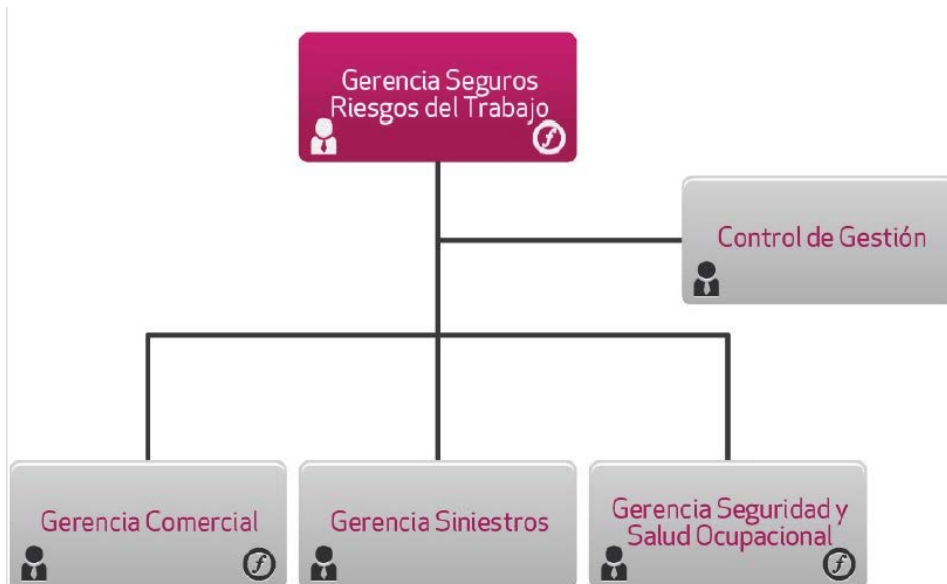 Gerencia Seguros
Riesgos del Trabajo
Control de Gestión
Gerencia Comercial
Gerencia Siniestros
Gerencia Seguridad y
Salud Ocupacional